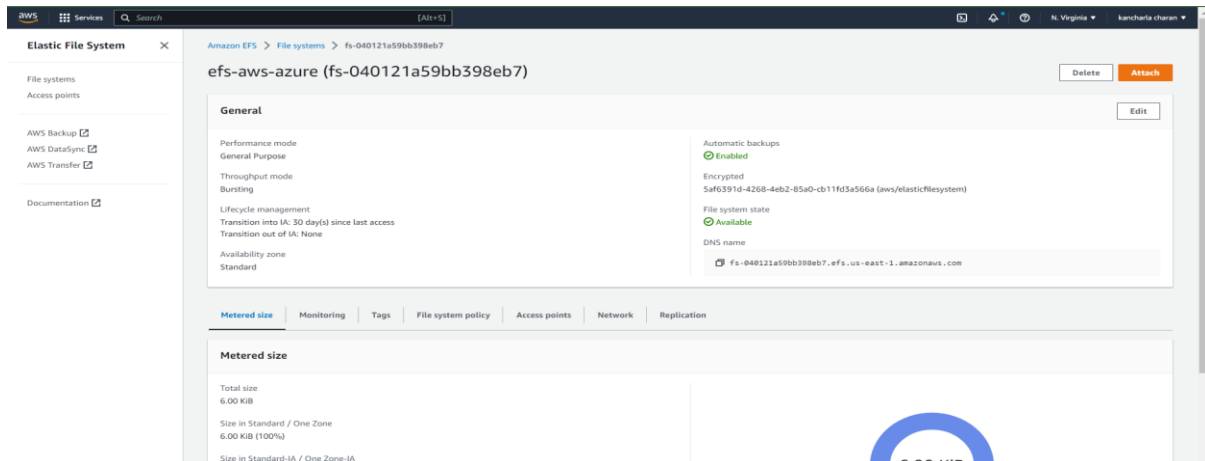 aws Services Search [Alt+S] N. Virginia kancharla charan
Elastic File System
File systems
Access points
AWS Backup
AWS DataSync
AWS Transfer
Documentation
Amazon EFS > File systems > fs-040121a59bb398eb7
efs-aws-azure (fs-040121a59bb398eb7)
Delete Attach
General Edit
Performance mode
General Purpose
Throughput mode
Bursting
Lifecycle management
Transition into IA: 30 day(s) since last access
Transition out of IA: None
Availability zone
Standard
Automatic backups
Enabled
Encrypted
5af6391d-4268-4eb2-85a0-cb11fd3a566a (aws/elasticfilesystem)
File system state
Available
DNS name
fs-040121a59bb398eb7.efs.us-east-1.amazonaws.com
Metered size Monitoring Tags File system policy Access points Network Replication
Metered size
Total size
6.00 KiB
Size in Standard / One Zone
6.00 KiB (100%)
Size in Standard-IA / One Zone-IA